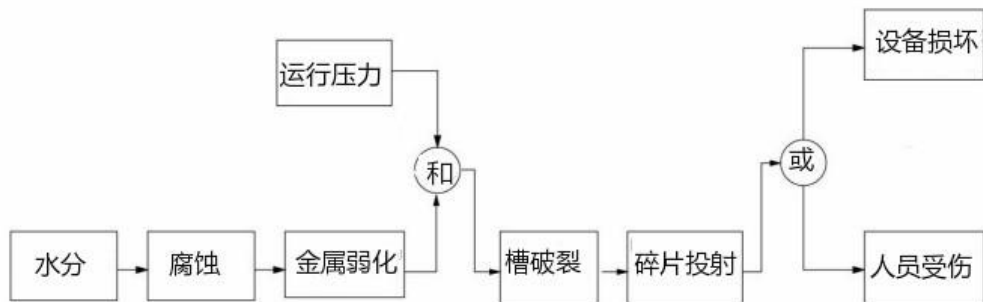 设备损坏
运行压力
或
和
水分
腐蚀
金属弱化
槽破裂
碎片投射
人员受伤